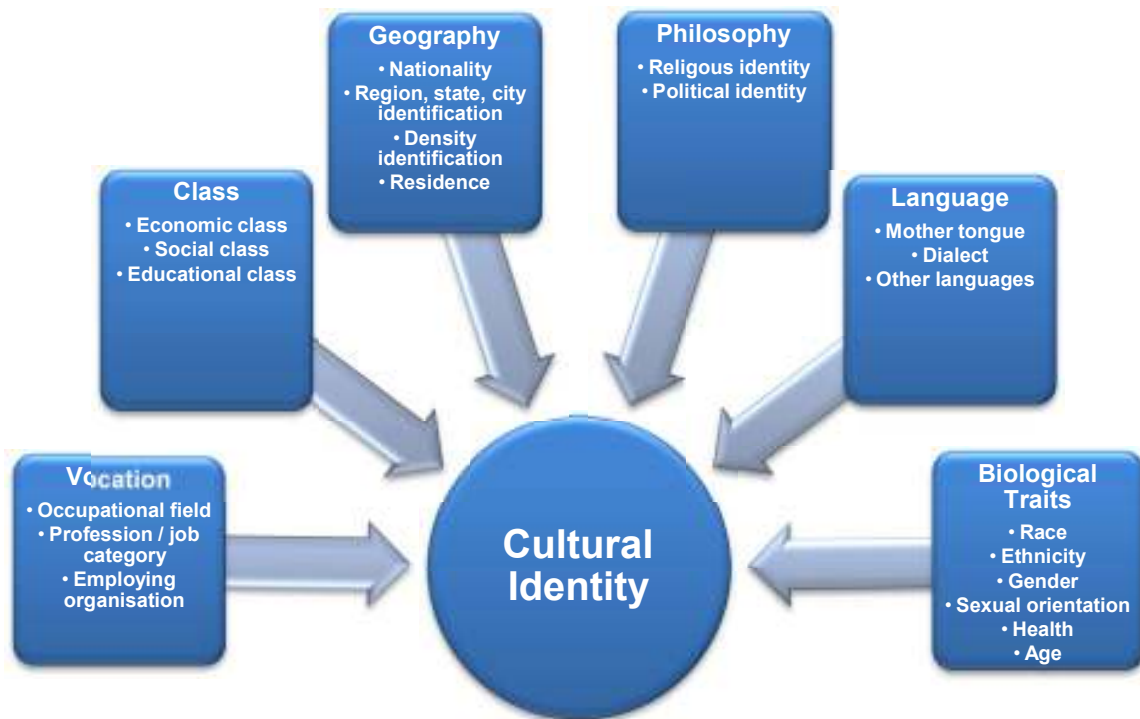 Geography
• Nationality
• Region, state, city
identification
• Density
identification
• Residence
Philosophy
• Religous identity
• Political identity
Class
• Economic class
• Social class
• Educational class
Language
• Mother tongue
• Dialect
• Other languages
Vocation
• Occupational field
• Profession / job
category
• Employing
organisation
Cultural
Identity
Biological
Traits
• Race
• Ethnicity
• Gender
• Sexual orientation
• Health
• Age